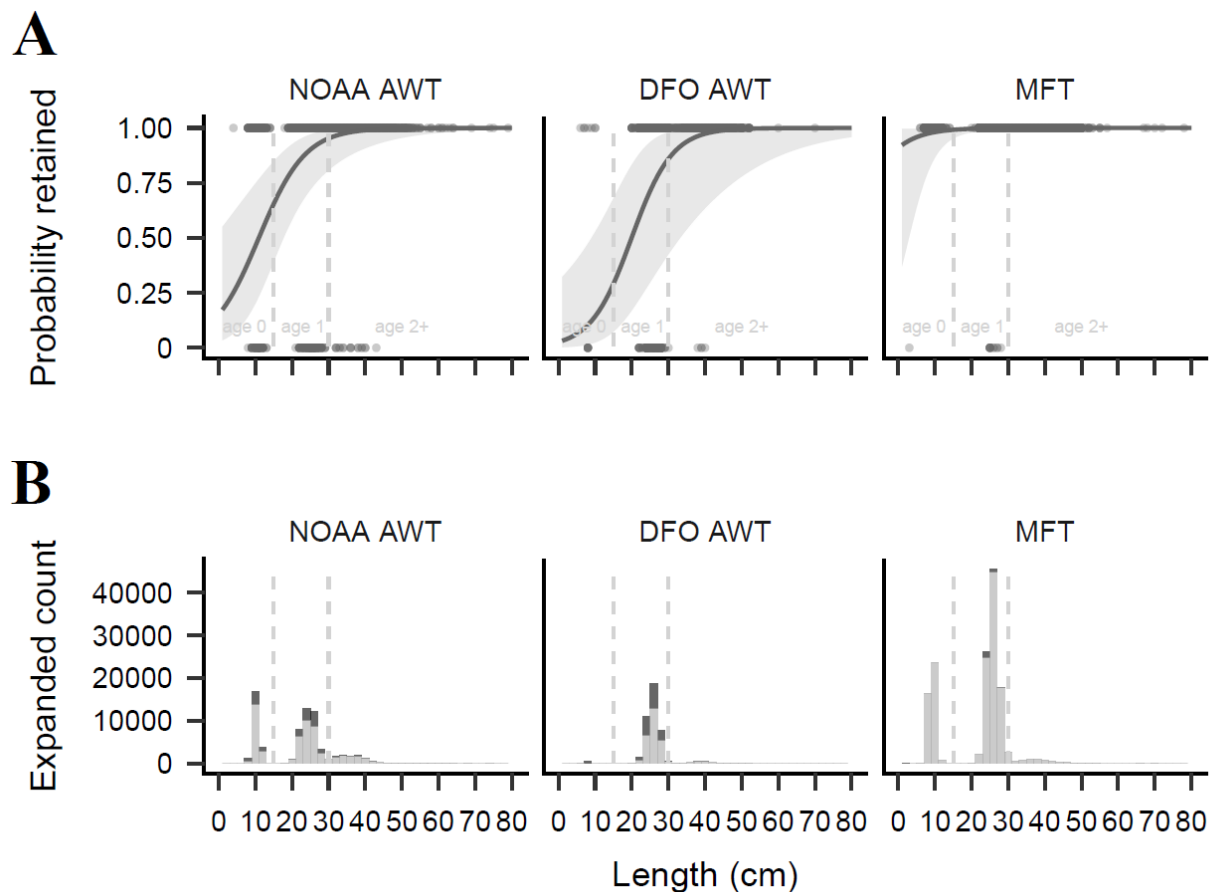 A
NOAA AWT DFO AWT MFT
Probability retained
1.00
0.75
0.50
0.25
0
age 0 age 1 age 2+ age 0 age 1 age 2+ age 0 age 1 age 2+
B
NOAA AWT DFO AWT MFT
Expanded count
40000
30000
20000
10000
0
0 10 20 30 40 50 60 70 80 0 10 20 30 40 50 60 70 80 0 10 20 30 40 50 60 70 80
Length (cm)